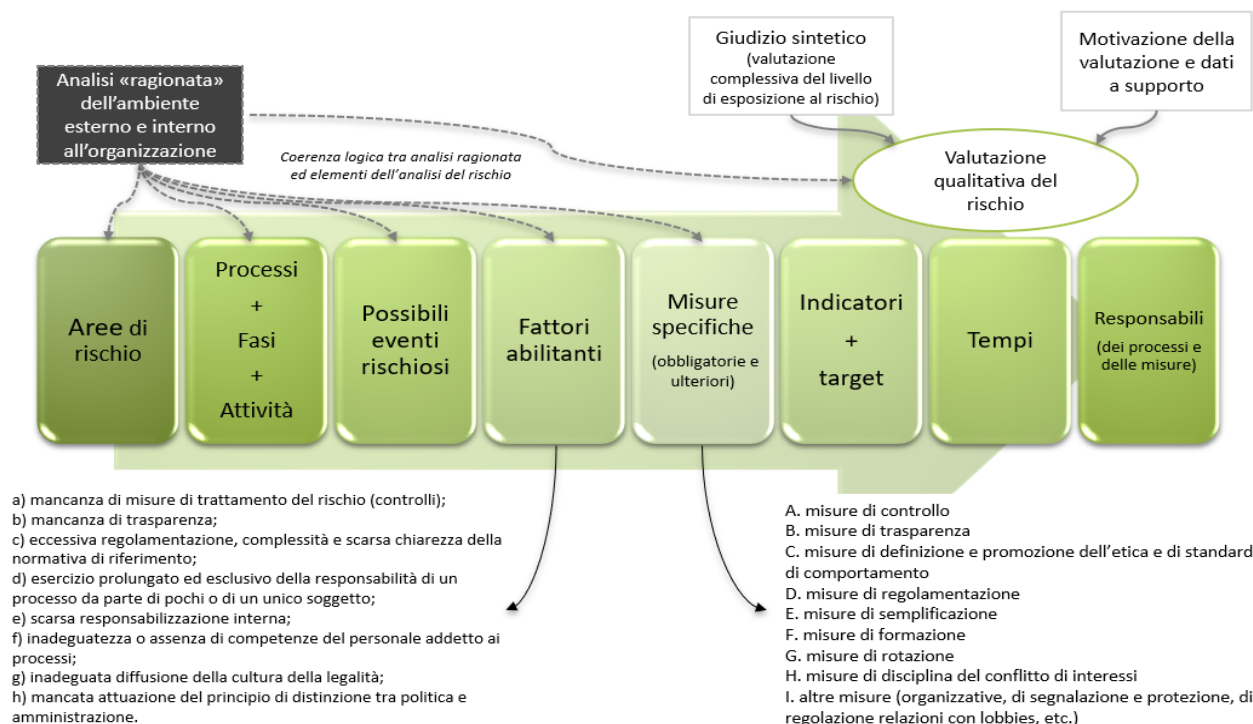 Analisi «ragionata»
dell’ambiente
esterno e interno
all’organizzazione
Giudizio sintetico
(valutazione
complessiva del livello
di esposizione al rischio)
Motivazione della
valutazione e dati
a supporto
Coerenza logica tra analisi ragionata
ed elementi dell’analisi del rischio
Valutazione
qualitativa del
rischio
Aree di
rischio
Processi
+
Fasi
+
Attività
Possibili
eventi
rischiosi
Fattori
abilitanti
Misure
specifiche
(obbligatorie e
ulteriori)
Indicatori
+
target
Tempi
Responsabili
(dei processi e
delle misure)
a) mancanza di misure di trattamento del rischio (controlli);
b) mancanza di trasparenza;
c) eccessiva regolamentazione, complessità e scarsa chiarezza della
normativa di riferimento;
d) esercizio prolungato ed esclusivo della responsabilità di un
processo da parte di pochi o di un unico soggetto;
e) scarsa responsabilizzazione interna;
f) inadeguatezza o assenza di competenze del personale addetto ai
processi;
g) inadeguata diffusione della cultura della legalità;
h) mancata attuazione del principio di distinzione tra politica e
amministrazione.
A. misure di controllo
B. misure di trasparenza
C. misure di definizione e promozione dell’etica e di standard
di comportamento
D. misure di regolamentazione
E. misure di semplificazione
F. misure di formazione
G. misure di rotazione
H. misure di disciplina del conflitto di interessi
I. altre misure (organizzative, di segnalazione e protezione, di
regolazione relazioni con lobbies, etc.)